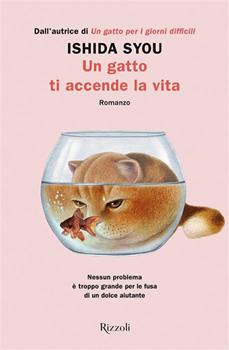 Dall'autrice di Un gatto per i giorni difficili
ISHIDA SYOU
Un gatto
ti accende la vita
Romanzo
Nessun problema
è troppo grande per le fusa
di un dolce aiutante
Rizzoli